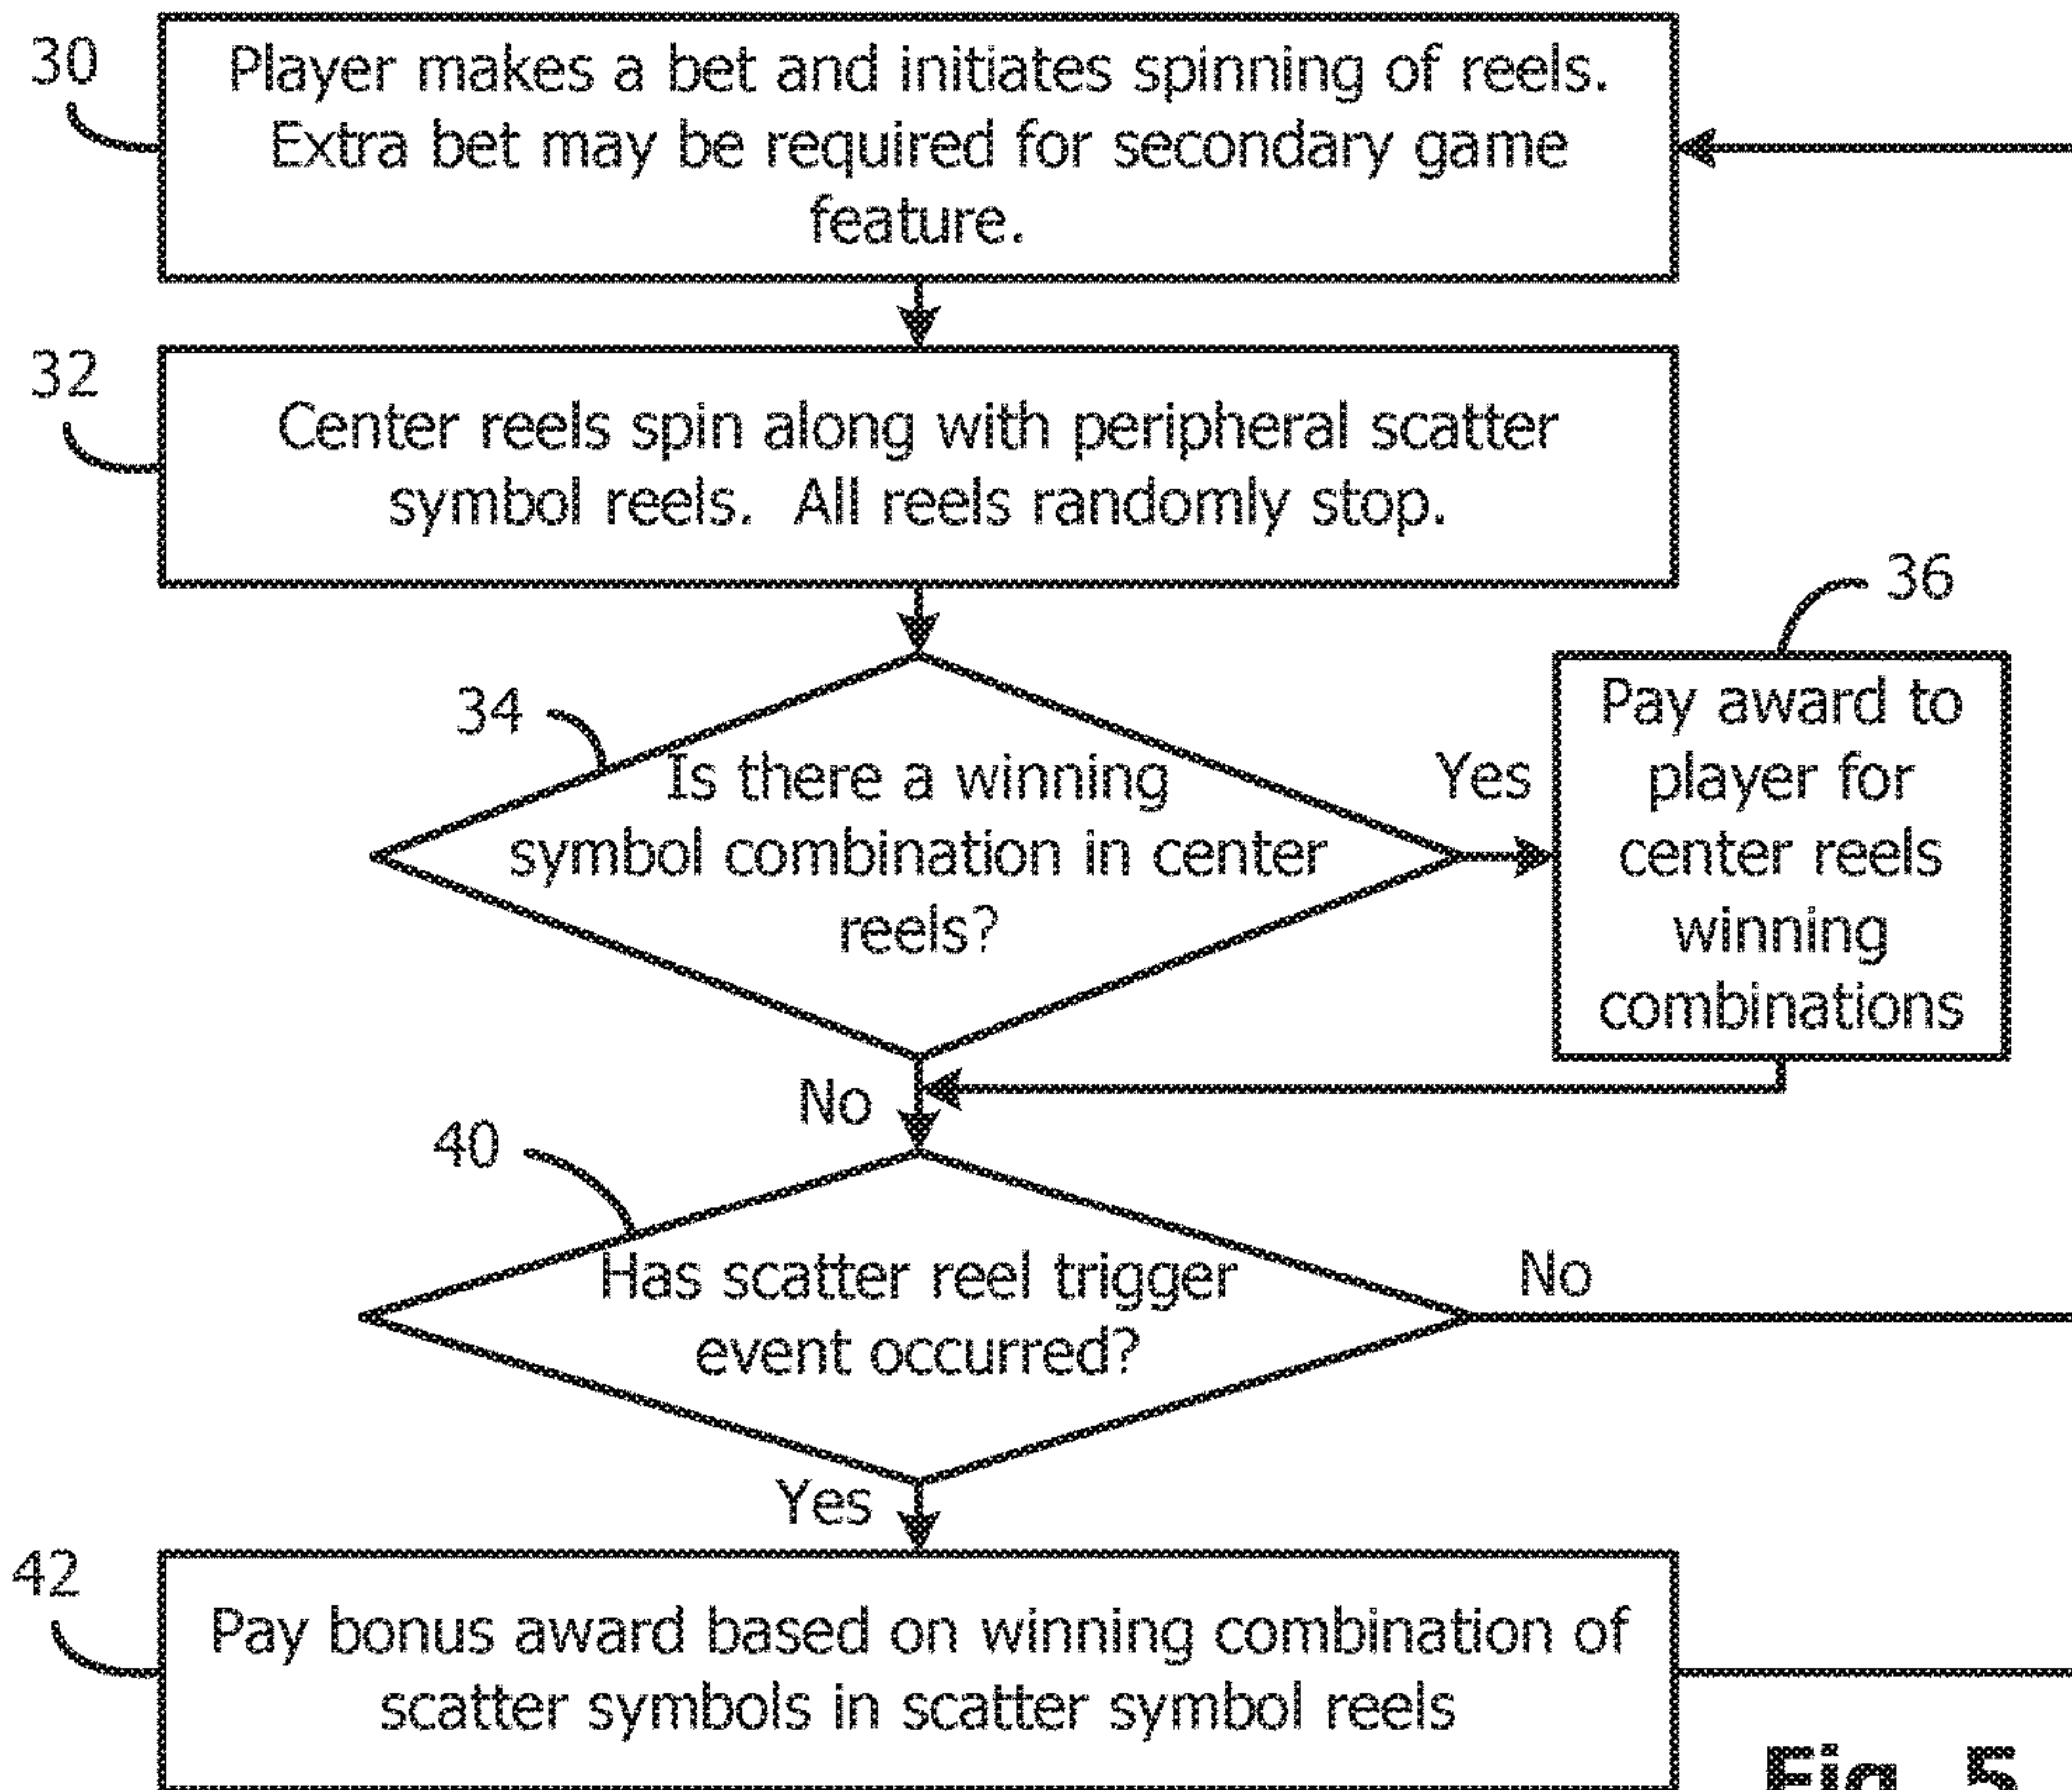 30
Player makes a bet and initiates spinning of reels.
Extra bet may be required for secondary game
feature.
32
Center reels spin along with peripheral scatter
symbol reels.  All reels randomly stop.
36
34
Is there a winning
symbol combination in center
reels?
Yes
Pay award to
player for
center reels
winning
combinations
No
40
Has scatter reel trigger
event occurred?
No
Yes
42
Pay bonus award based on winning combination of
scatter symbols in scatter symbol reels
Fig. 5